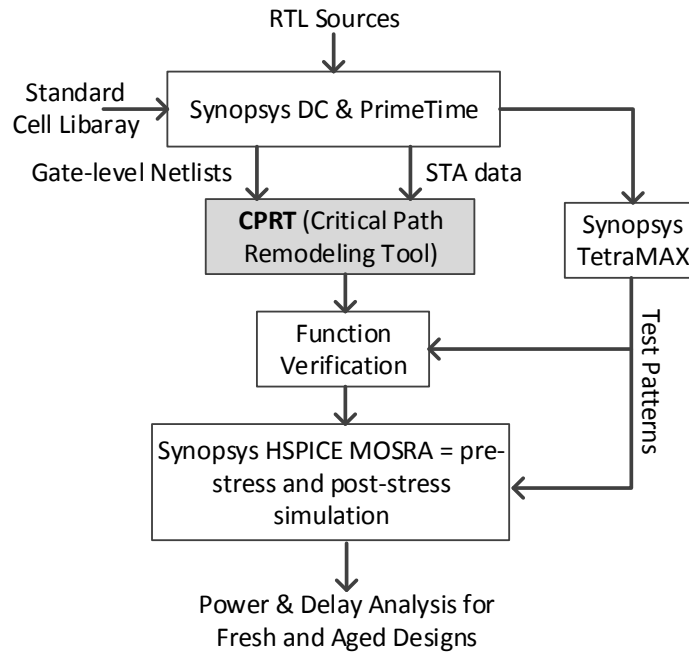 RTL Sources
Standard
Cell Libaray
Synopsys DC & PrimeTime
Gate-level Netlists
STA data
CPRT (Critical Path
Remodeling Tool)
Synopsys
TetraMAX
Function
Verification
Test Patterns
Synopsys HSPICE MOSRA = pre-
stress and post-stress
simulation
Power & Delay Analysis for
Fresh and Aged Designs